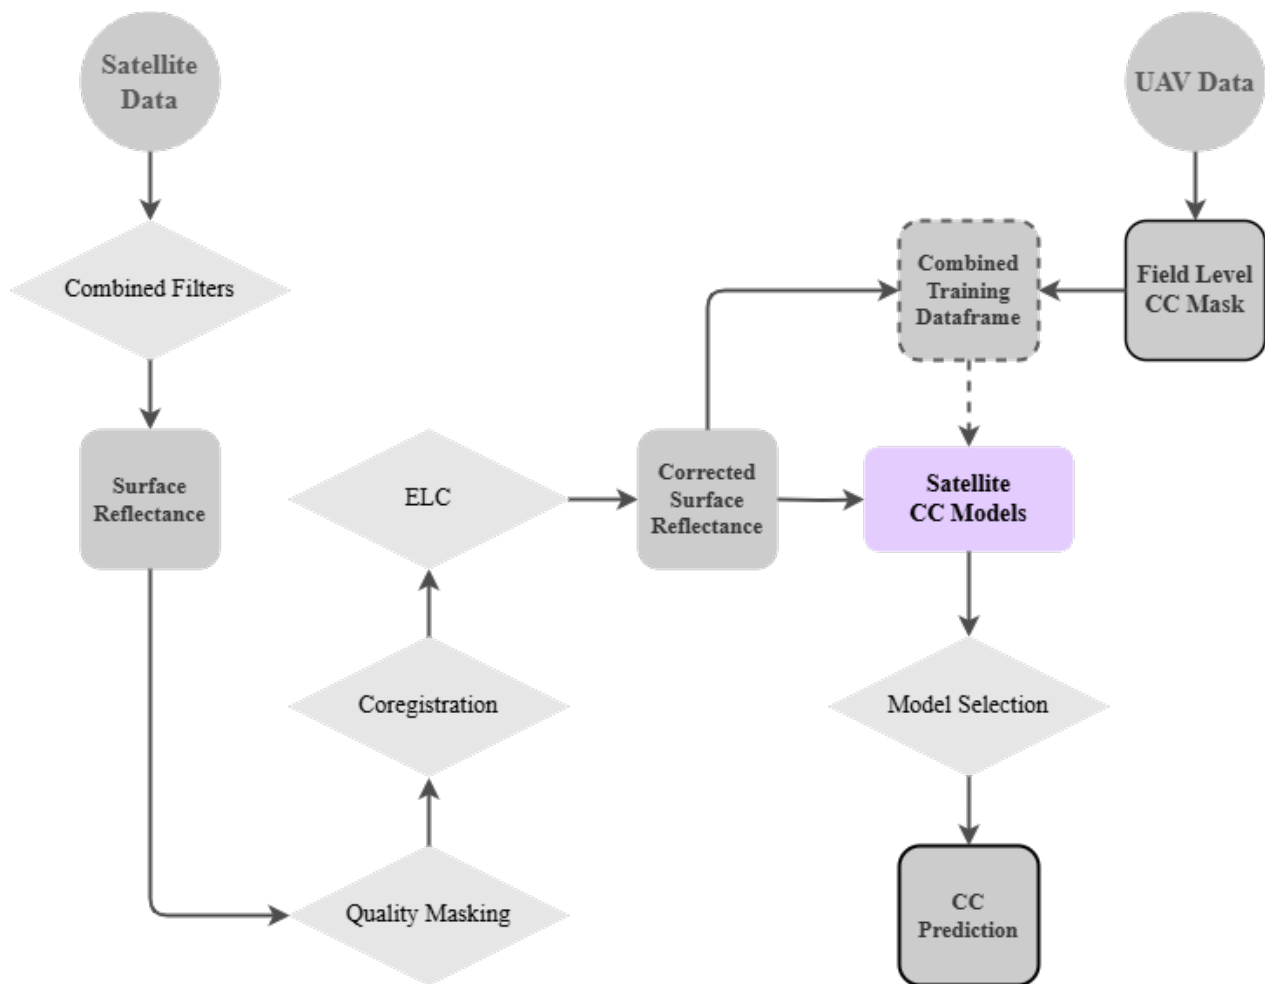 Satellite
Data
UAV Data
Combined Filters
Combined
Training
Dataframe
Field Level
CC Mask
Surface
Reflectance
ELC
Corrected
Surface
Reflectance
Satellite
CC Models
Coregistration
Model Selection
Quality Masking
CC
Prediction